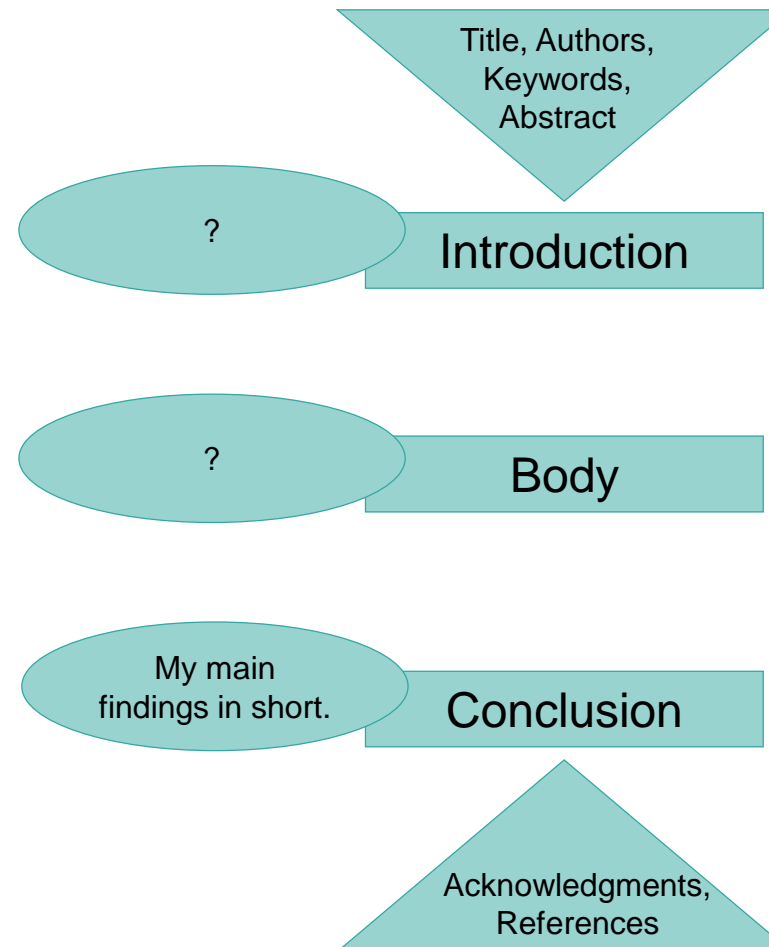 Title, Authors,
Keywords,
Abstract
?
Introduction
?
Body
My main
findings in short.
Conclusion
Acknowledgments,
References